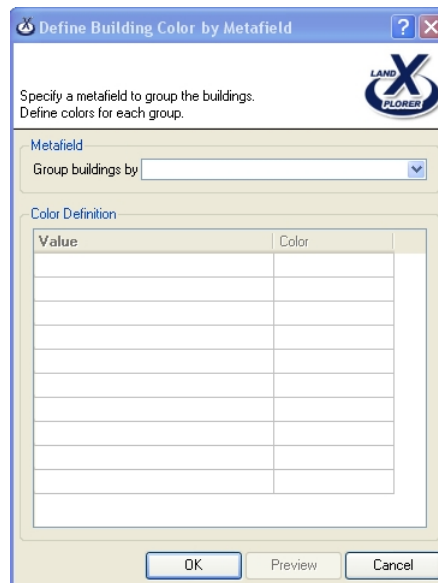 Define Building Color by Metafield
?
X
LAND
X
PLORER
Specify a metafield to group the buildings.
Define colors for each group.
Metafield
Group buildings by
Color Definition
Value Color
OK Preview Cancel